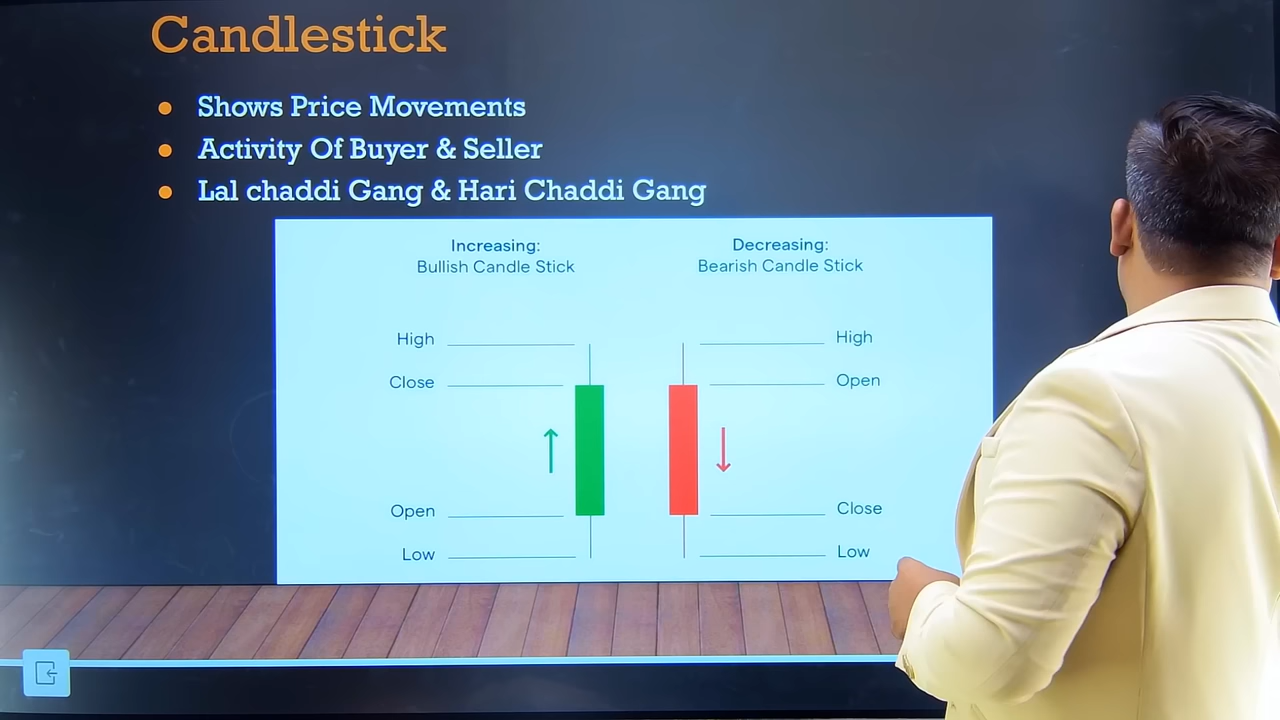 Candlestick
Shows Price Movements
Activity Of Buyer & Seller
Lal chaddi Gang & Hari Chaddi Gang
Increasing:
Bullish Candle Stick
Decreasing:
Bearish Candle Stick
High
Close
Open
Low
High
Open
Close
Low